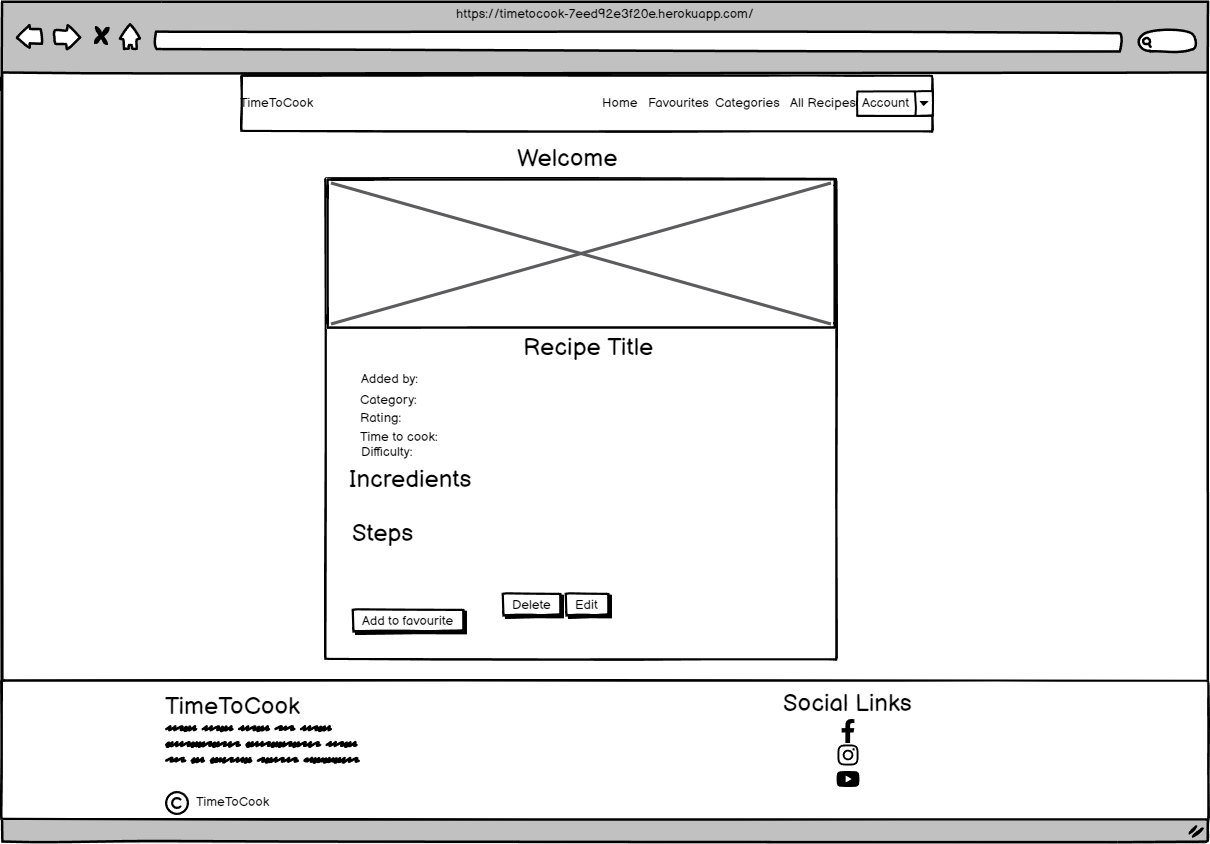 https://timetocook-7eed92e3f20e.herokuapp.com/
TimeToCook Home Favourites Categories All Recipes Account
Welcome
Recipe Title
Added by:
Category:
Rating:
Time to cook:
Difficulty:
Incredients
Steps
Delete Edit
Add to favourite
TimeToCook
Social Links
© TimeToCook